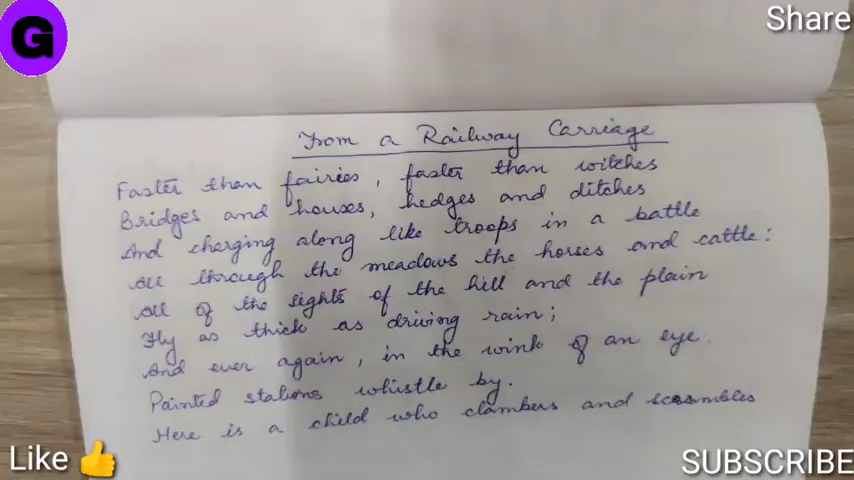 G
Share
From a Railway Carriage
Faster than fairies, faster than witches
Bridges and houses, hedges and ditches
And charging along like troops in a battle
All through the meadows the horses and cattle:
All of the sights of the hill and the plain
Fly as thick as driving rain;
And ever again, in the wink of an eye.
Painted stations whistle by.
Here is a child who clambers and scrambles
Like
SUBSCRIBE